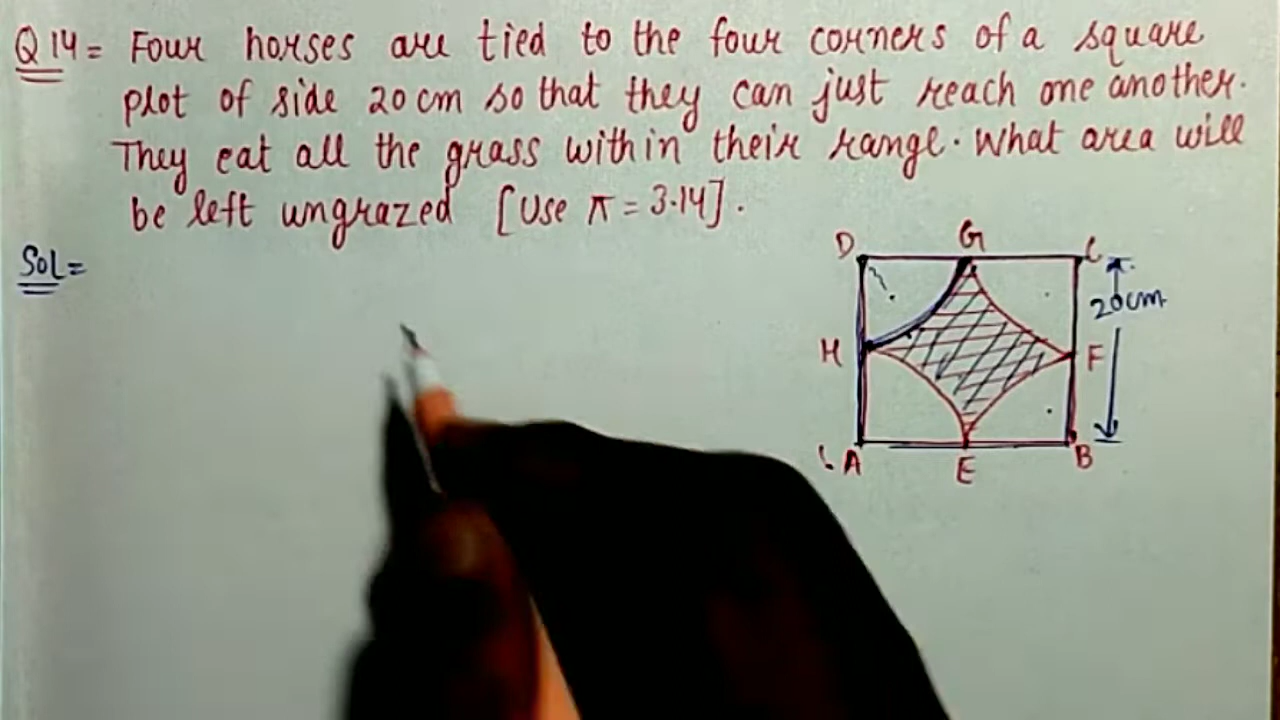 Q 14 = Four horses are tied to the four corners of a square
plot of side 20 cm so that they can just reach one another.
They eat all the grass within their range. What area will
be left ungrazed [Use π = 3.14].
Sol =
D G C
20cm
H F
A E B